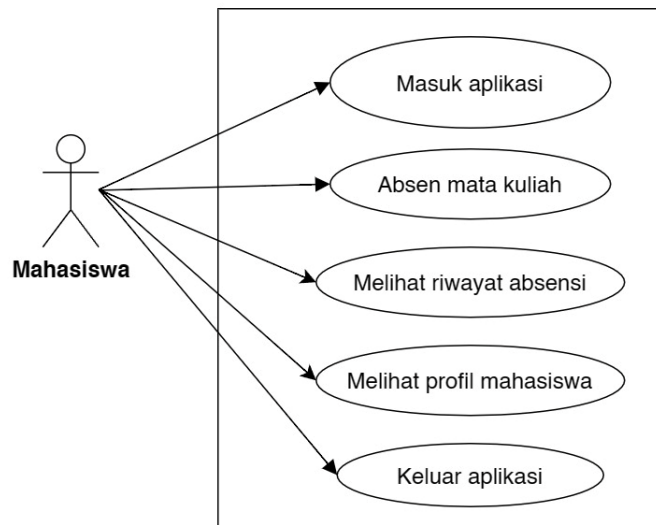 Masuk aplikasi
Absen mata kuliah
Mahasiswa
Melihat riwayat absensi
Melihat profil mahasiswa
Keluar aplikasi